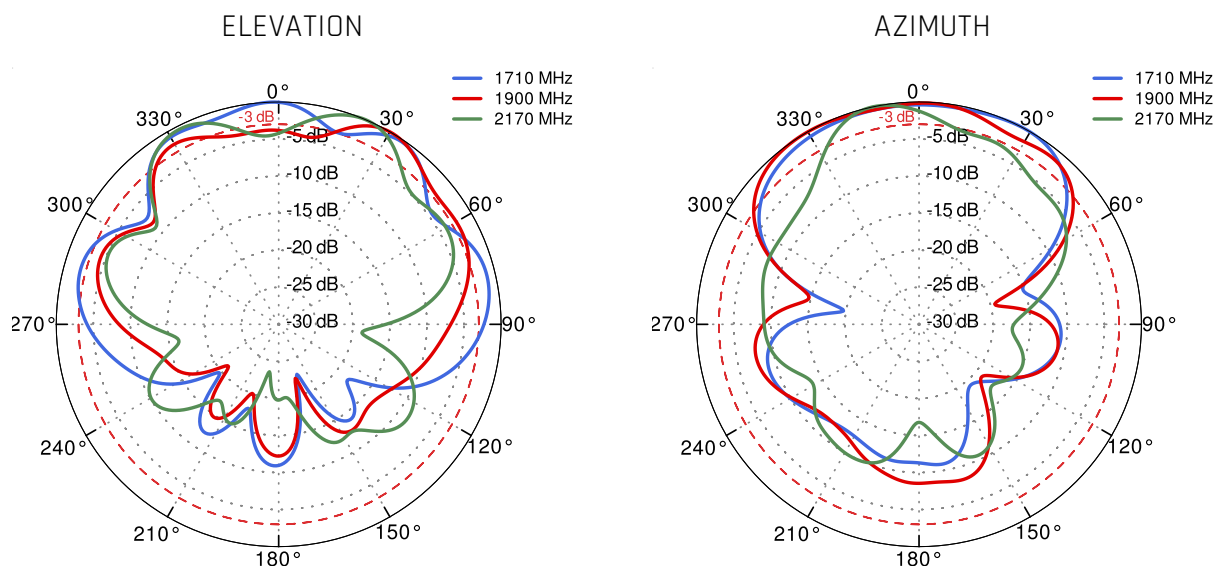 ELEVATION
1710 MHz
1900 MHz
2170 MHz
0°
30°
60°
90°
120°
150°
180°
210°
240°
270°
300°
330°
-3 dB
-5 dB
-10 dB
-15 dB
-20 dB
-25 dB
-30 dB
AZIMUTH
1710 MHz
1900 MHz
2170 MHz
0°
30°
60°
90°
120°
150°
180°
210°
240°
270°
300°
330°
-3 dB
-5 dB
-10 dB
-15 dB
-20 dB
-25 dB
-30 dB